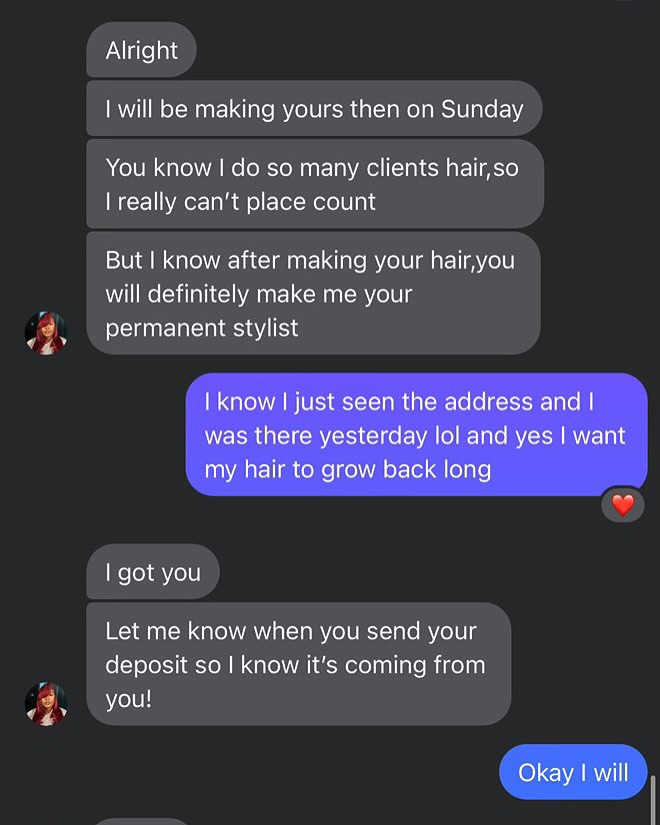 Alright
I will be making yours then on Sunday
You know I do so many clients hair,so
I really can't place count
But I know after making your hair,you
will definitely make me your
permanent stylist
I know I just seen the address and I
was there yesterday lol and yes I want
my hair to grow back long
I got you
Let me know when you send your
deposit so I know it's coming from
you!
Okay I will